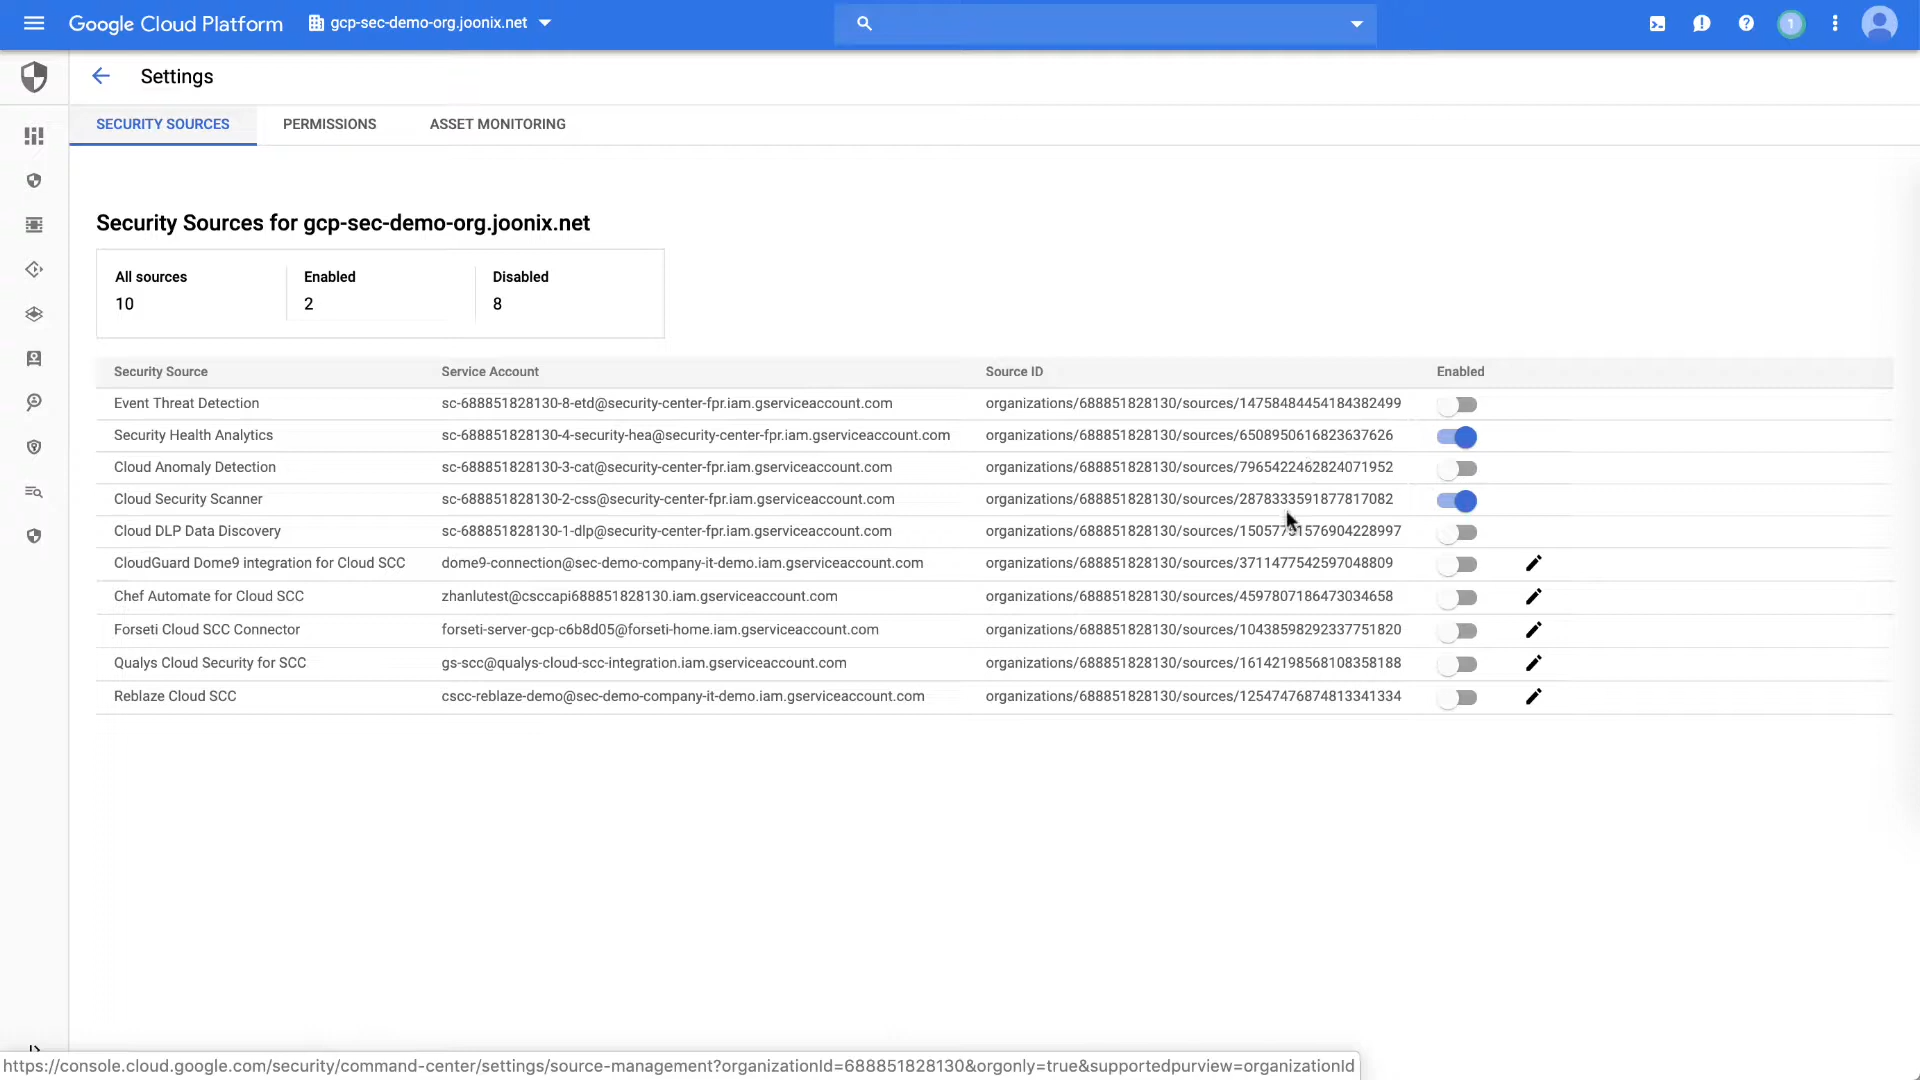 Google Cloud Platform gcp-sec-demo-org.joonix.net 1
Settings
SECURITY SOURCES PERMISSIONS ASSET MONITORING
Security Sources for gcp-sec-demo-org.joonix.net
All sources Enabled Disabled
10 2 8
Security Source Service Account Source ID Enabled
Event Threat Detection sc-688851828130-8-etd@security-center-fpr.iam.gserviceaccount.com organizations/688851828130/sources/14758484454184382499
Security Health Analytics sc-688851828130-4-security-hea@security-center-fpr.iam.gserviceaccount.com organizations/688851828130/sources/6508950616823637626
Cloud Anomaly Detection sc-688851828130-3-cat@security-center-fpr.iam.gserviceaccount.com organizations/688851828130/sources/7965422462824071952
Cloud Security Scanner sc-688851828130-2-css@security-center-fpr.iam.gserviceaccount.com organizations/688851828130/sources/2878333591877817082
Cloud DLP Data Discovery sc-688851828130-1-dlp@security-center-fpr.iam.gserviceaccount.com
CloudGuard Dome9 integration for Cloud SCC dome9-connection@sec-demo-company-it-demo.iam.gserviceaccount.com organizations/688851828130/sources/3711477542597048809
Chef Automate for Cloud SCC zhanlutest@csccapi688851828130.iam.gserviceaccount.com organizations/688851828130/sources/4597807186473034658
Forseti Cloud SCC Connector forseti-server-gcp-c6b8d05@forseti-home.iam.gserviceaccount.com organizations/688851828130/sources/10438598292337751820
Qualys Cloud Security for SCC gs-scc@qualys-cloud-scc-integration.iam.gserviceaccount.com organizations/688851828130/sources/16142198568108358188
Reblaze Cloud SCC cscc-reblaze-demo@sec-demo-company-it-demo.iam.gserviceaccount.com organizations/688851828130/sources/12547476874813341334
https://console.cloud.google.com/security/command-center/settings/source-management?organizationId=688851828130&orgonly=true&supportedpurview=organizationId